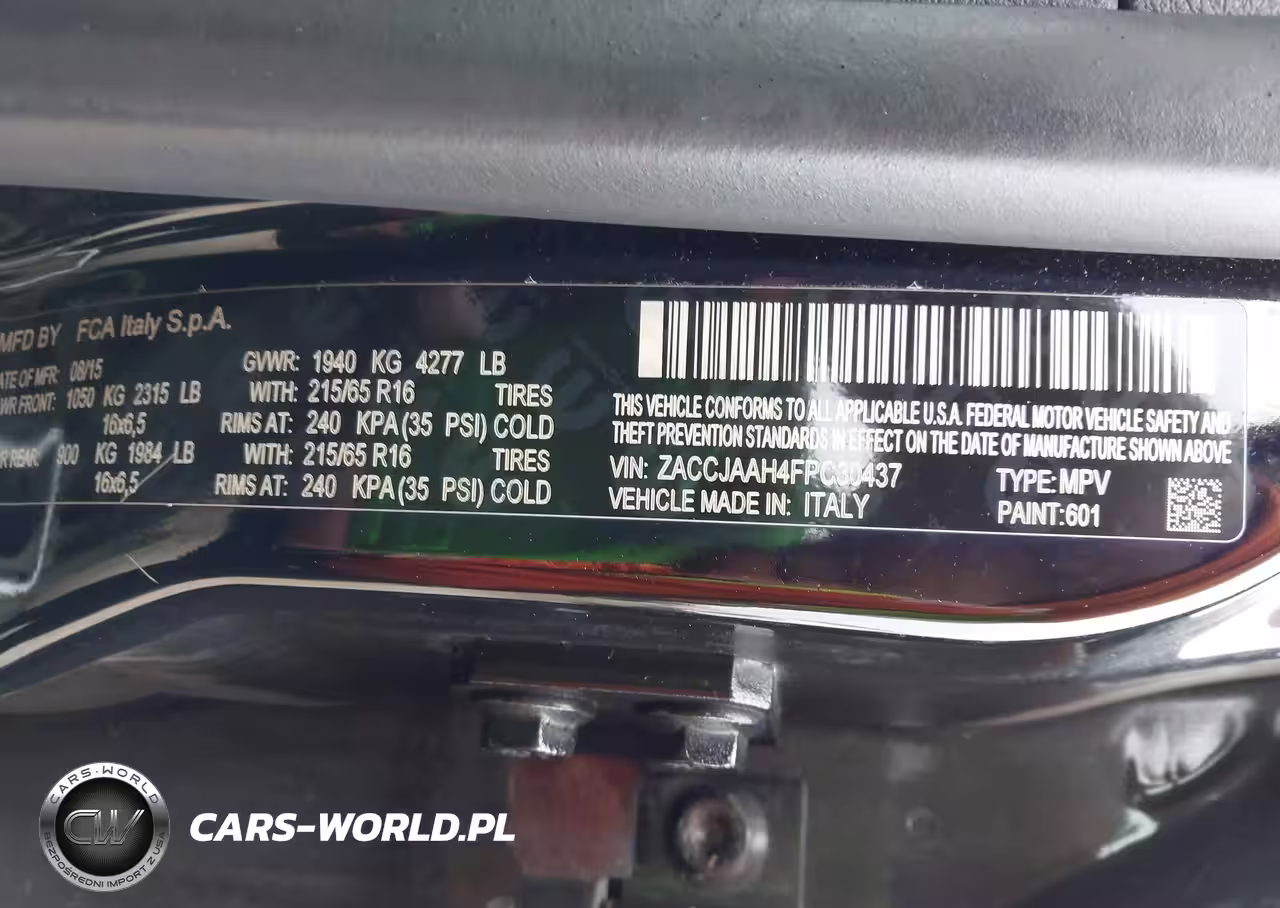 MFD BY FCA Italy S.p.A.
DATE OF MFR: 08/15 GVWR: 1940 KG 4277 LB
WR FRONT: 1050 KG 2315 LB WITH: 215/65 R16 TIRES
16x6,5 RIMS AT: 240 KPA (35 PSI) COLD
R REAR: 900 KG 1984 LB WITH: 215/65 R16 TIRES
16x6,5 RIMS AT: 240 KPA (35 PSI) COLD
THIS VEHICLE CONFORMS TO ALL APPLICABLE U.S.A. FEDERAL MOTOR VEHICLE SAFETY AND
THEFT PREVENTION STANDARDS IN EFFECT ON THE DATE OF MANUFACTURE SHOWN ABOVE
VIN: ZACCJAAH4FPC30437 TYPE: MPV
VEHICLE MADE IN: ITALY PAINT: 601
CARS-WORLD
CW
BEZPOŚREDNI IMPORT Z USA
CARS-WORLD.PL